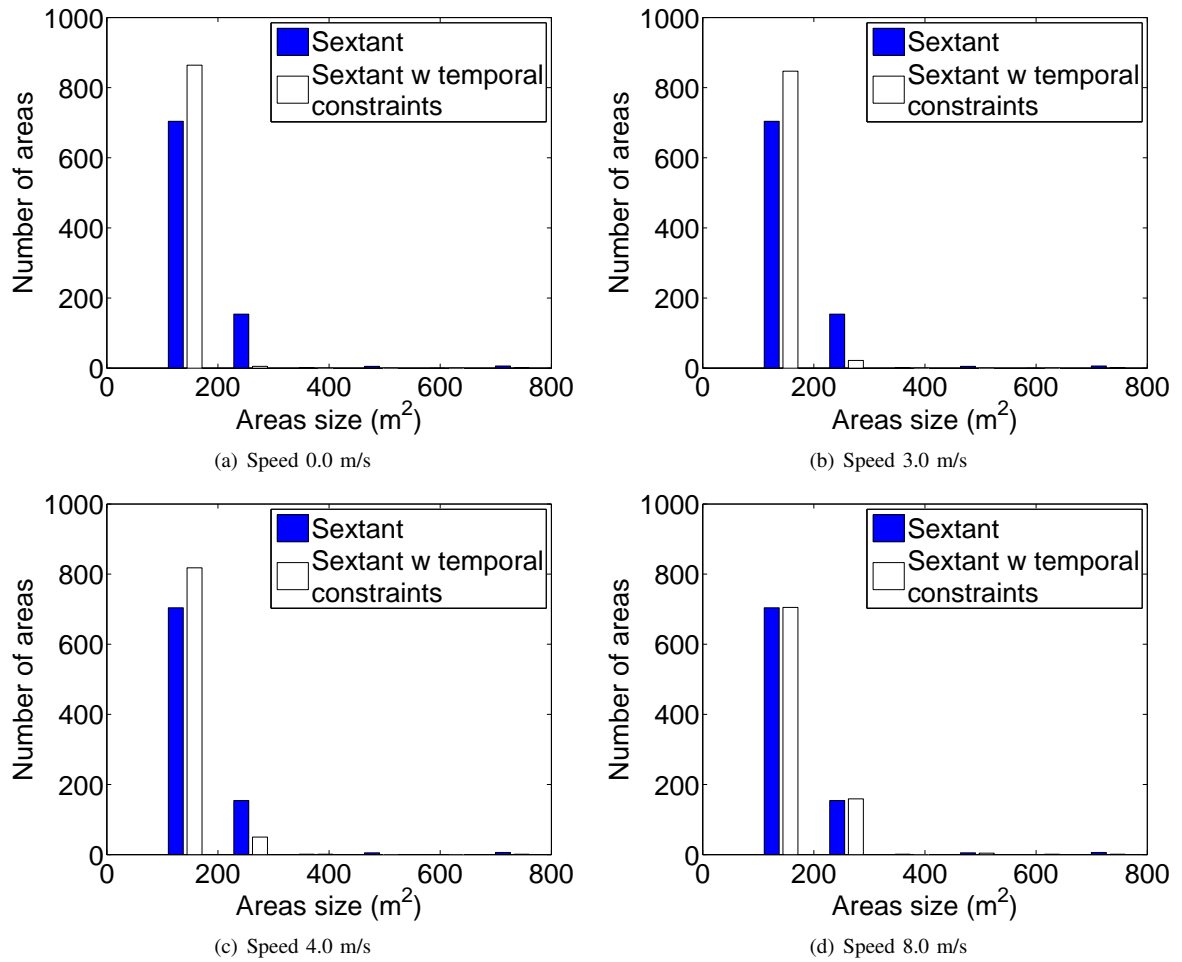 1000
800
600
400
200
0
Number of areas
Sextant
Sextant w temporal
constraints
0 200 400 600 800
Areas size (m²)
(a) Speed 0.0 m/s
1000
800
600
400
200
0
Number of areas
Sextant
Sextant w temporal
constraints
0 200 400 600 800
Areas size (m²)
(b) Speed 3.0 m/s
1000
800
600
400
200
0
Number of areas
Sextant
Sextant w temporal
constraints
0 200 400 600 800
Areas size (m²)
(c) Speed 4.0 m/s
1000
800
600
400
200
0
Number of areas
Sextant
Sextant w temporal
constraints
0 200 400 600 800
Areas size (m²)
(d) Speed 8.0 m/s